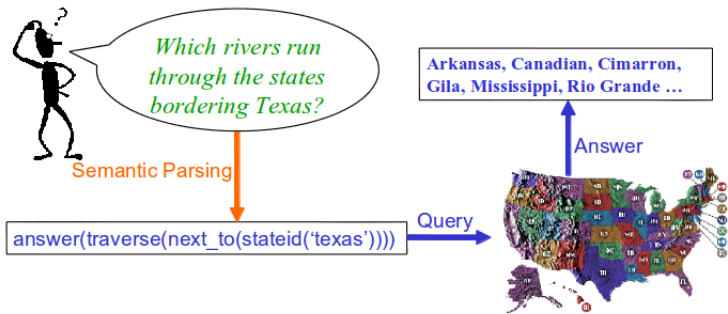 ?
Which rivers run
through the states
bordering Texas?
Arkansas, Canadian, Cimarron,
Gila, Mississippi, Rio Grande ...
Semantic Parsing
Answer
answer(traverse(next_to(stateid(‘texas’))))
Query